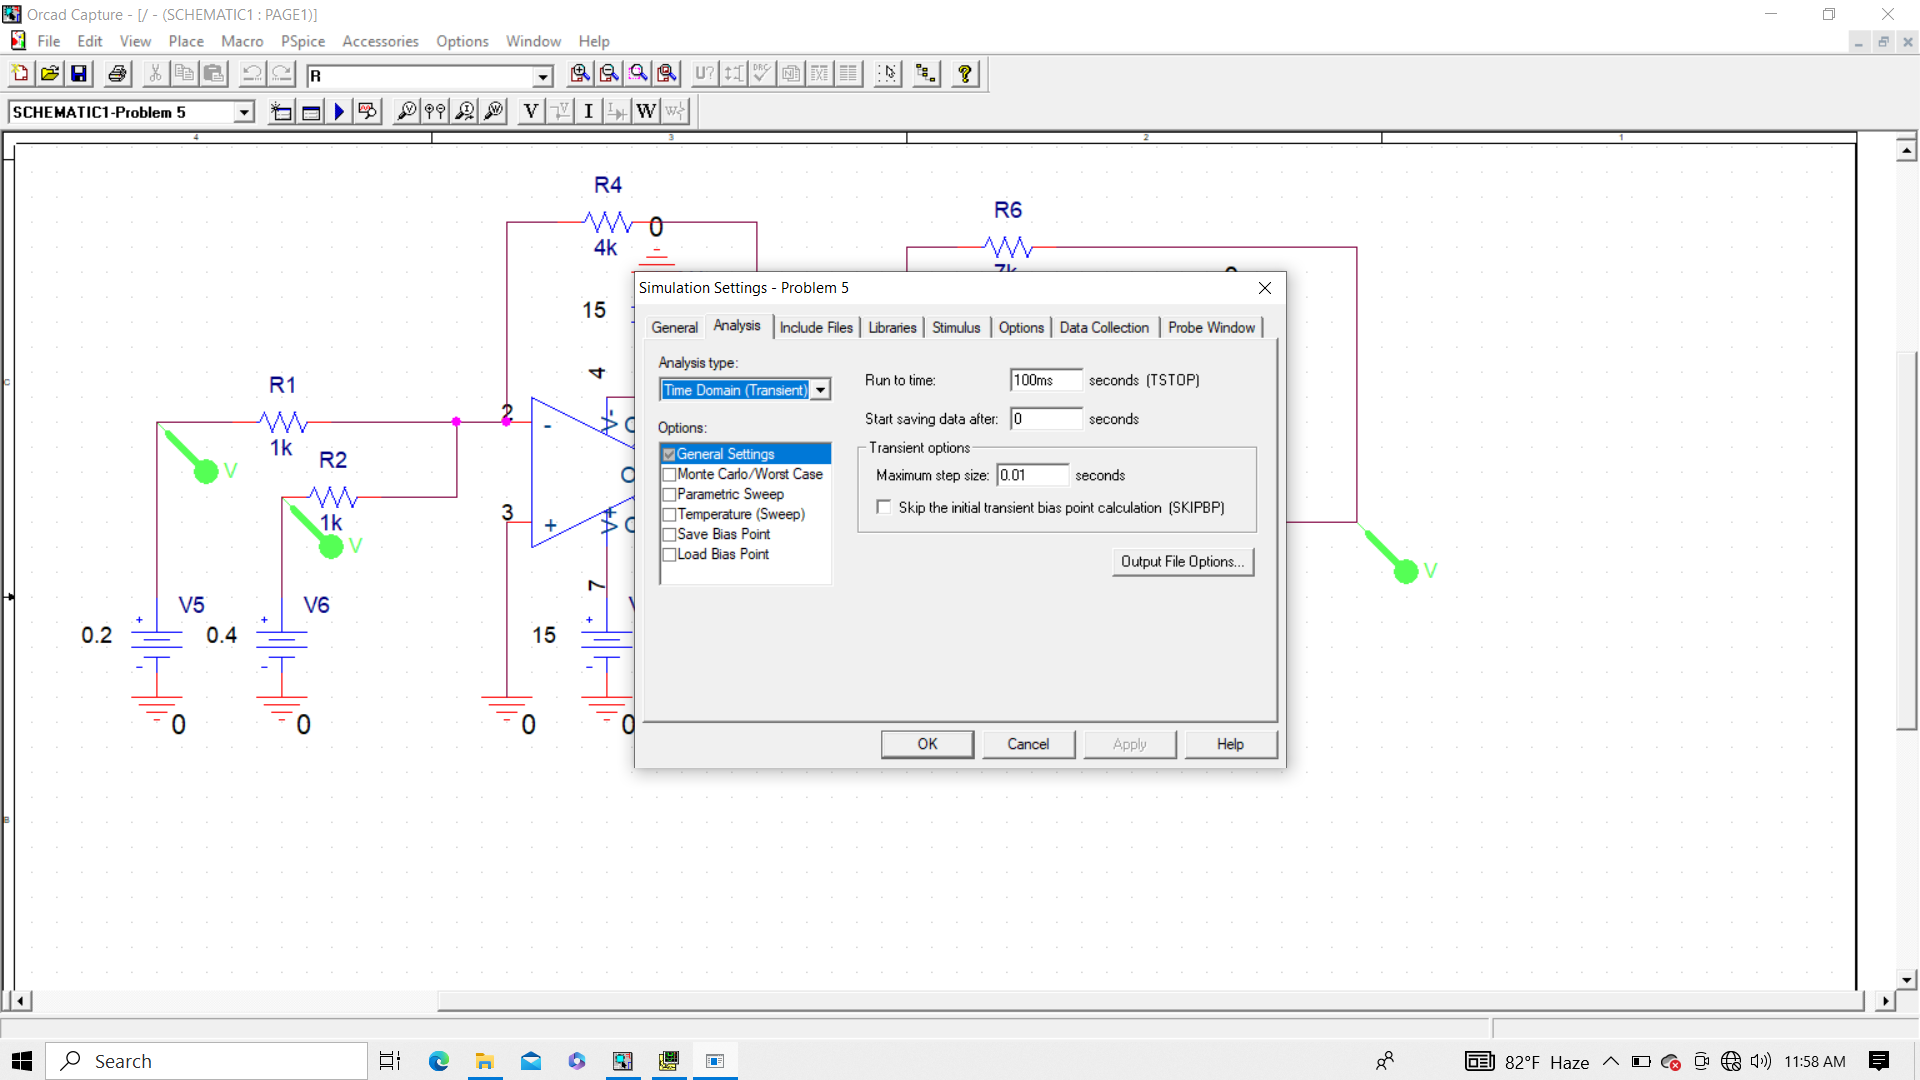 Orcad Capture - [/ - (SCHEMATIC1 : PAGE1)]
File Edit View Place Macro PSpice Accessories Options Window Help
R
U? DRC
SCHEMATIC1-Problem 5
V V I I W W
4 3 2 1
R4
4k
0
R6
7k
15
4
R1
1k
R2
1k
2
-
3
+
V
V
V-
V+
7
V5
V6
0.2
0.4
15
+
-
+
-
+
-
0
0
0
0
V
C
B
Simulation Settings - Problem 5
General Analysis Include Files Libraries Stimulus Options Data Collection Probe Window
Analysis type:
Time Domain (Transient)
Options:
General Settings
Monte Carlo/Worst Case
Parametric Sweep
Temperature (Sweep)
Save Bias Point
Load Bias Point
Run to time: 100ms seconds (TSTOP)
Start saving data after: 0 seconds
Transient options
Maximum step size: 0.01 seconds
Skip the initial transient bias point calculation (SKIPBP)
Output File Options...
OK Cancel Apply Help
Search
82°F Haze
11:58 AM